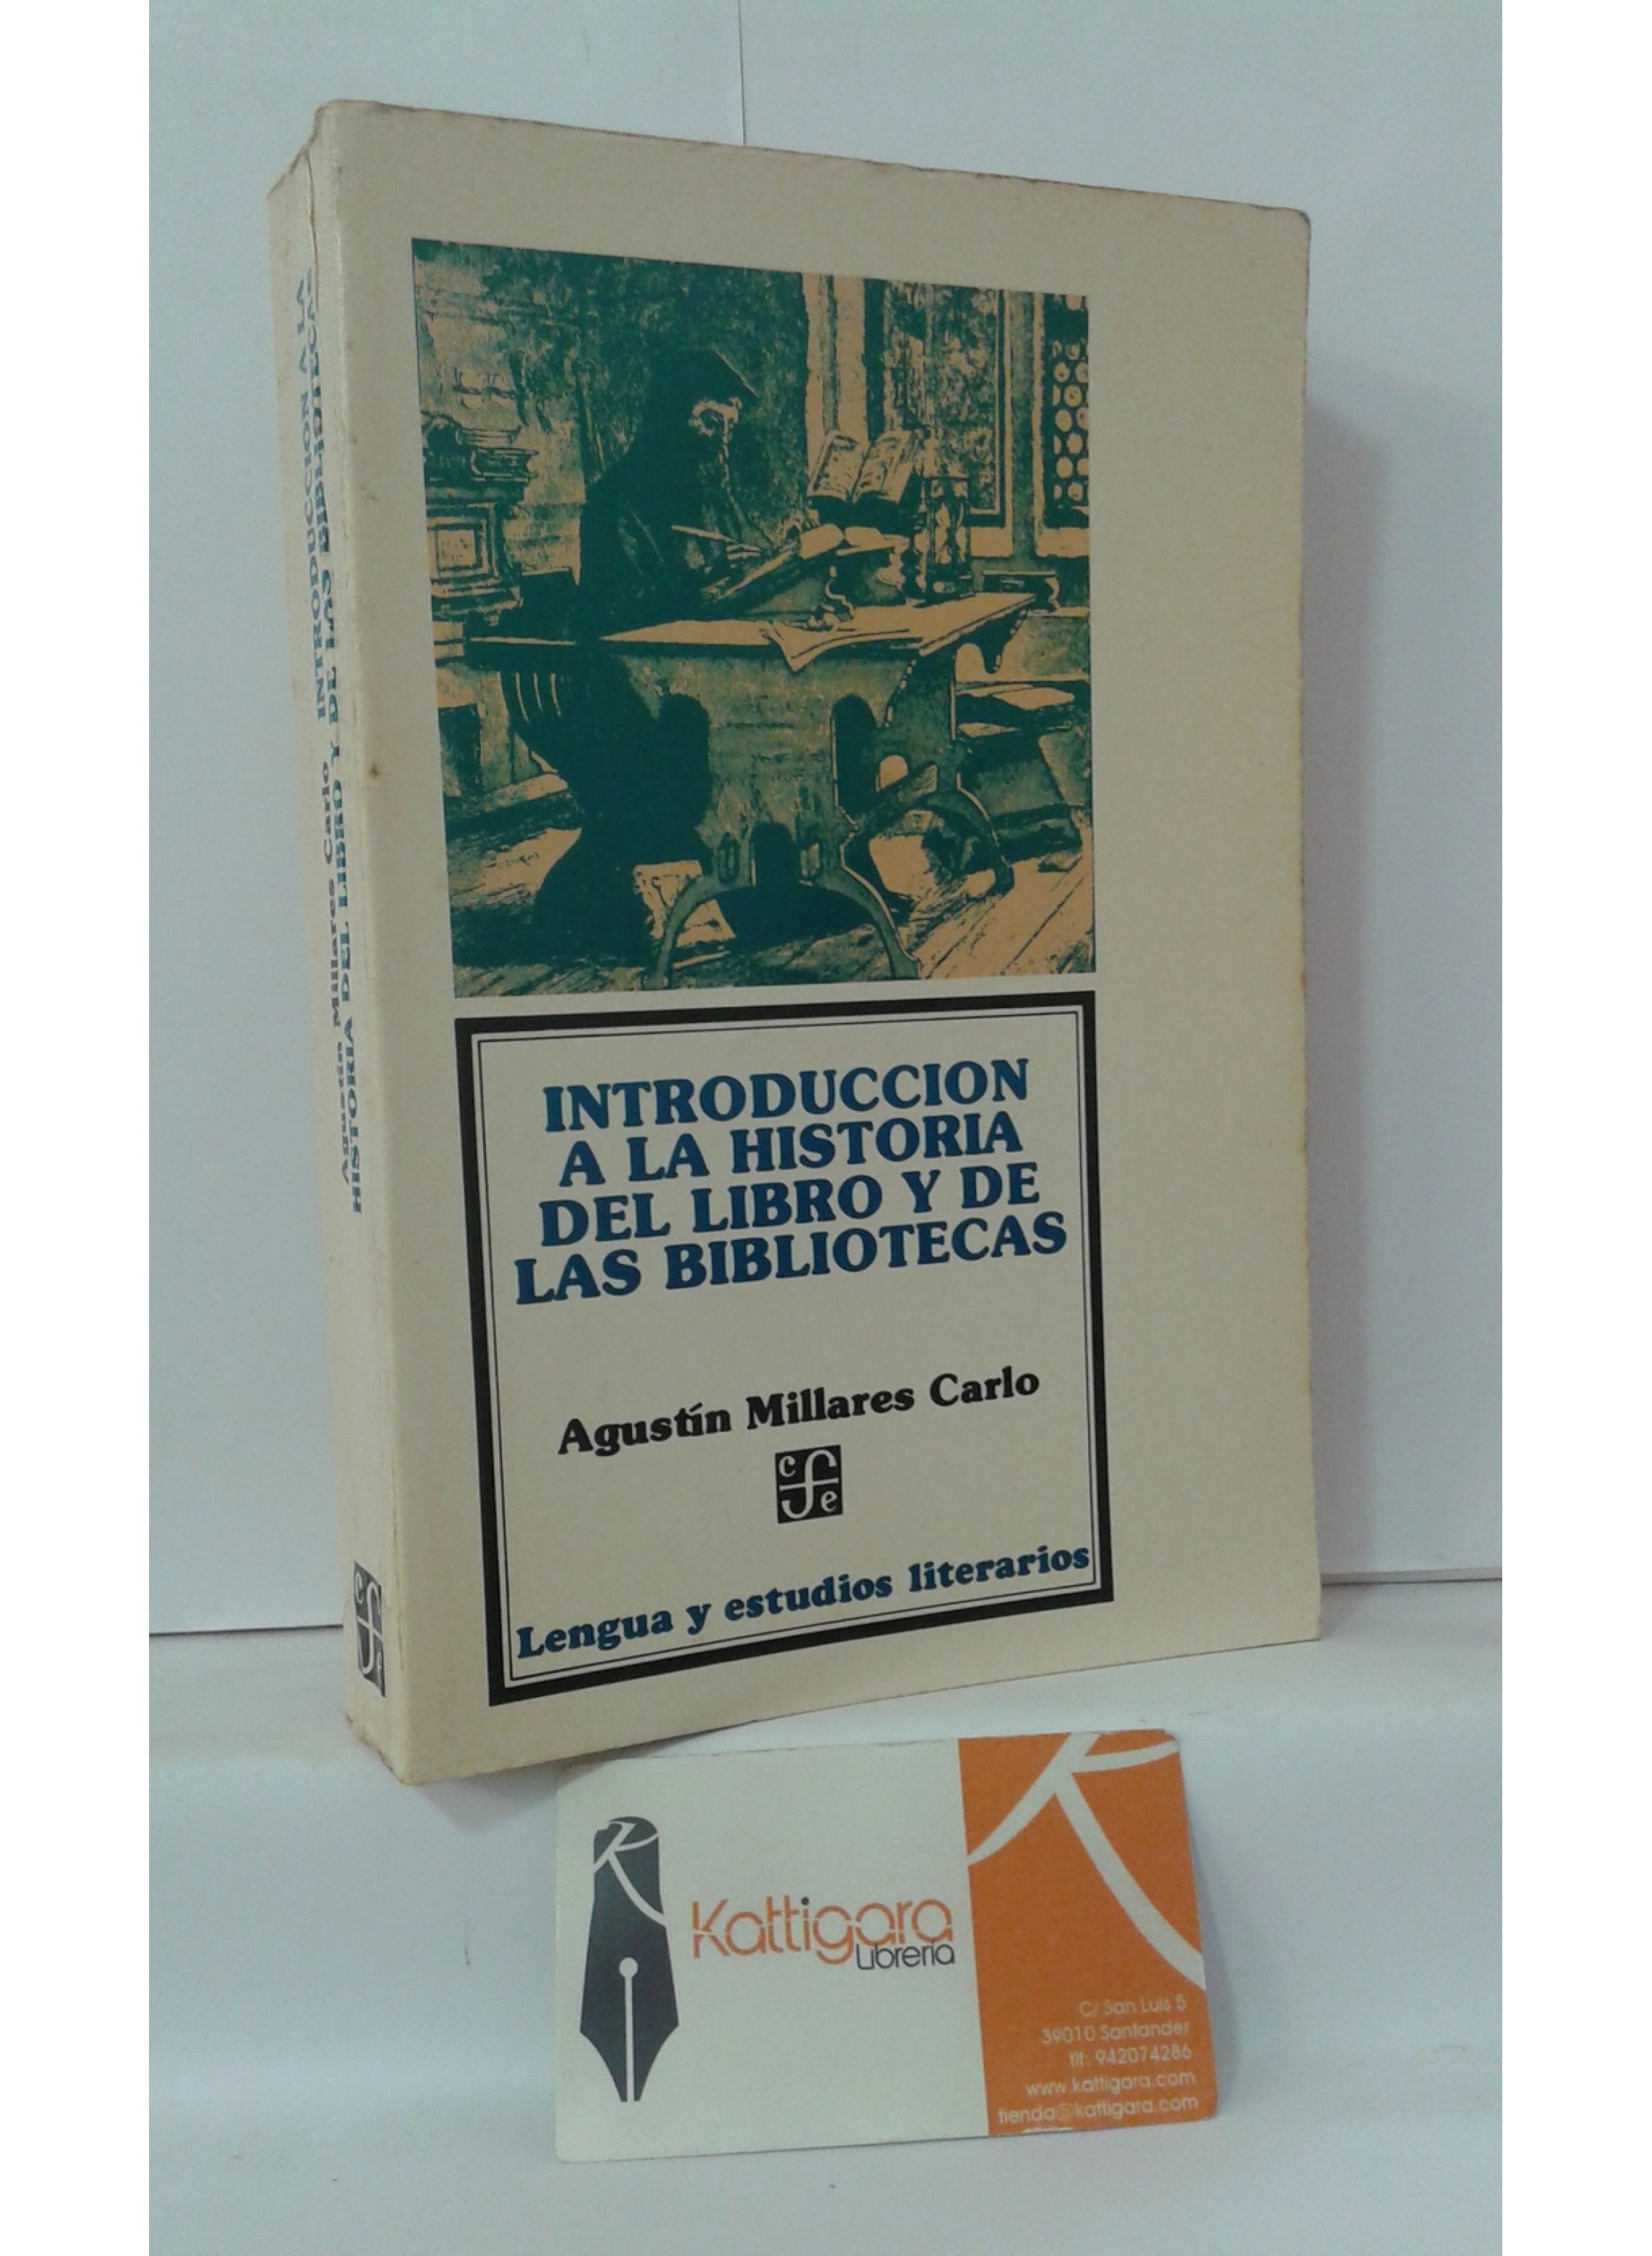 Agustín Millares Carlo
INTRODUCCION A LA
HISTORIA DEL LIBRO Y DE LAS BIBLIOTECAS
cfe
INTRODUCCION
A LA HISTORIA
DEL LIBRO Y DE
LAS BIBLIOTECAS
Agustín Millares Carlo
cfe
Lengua y estudios literarios
Kattigara
Librería
C/ San Luis 5
39010 Santander
tlf: 942074286
www.kattigara.com
tienda@kattigara.com